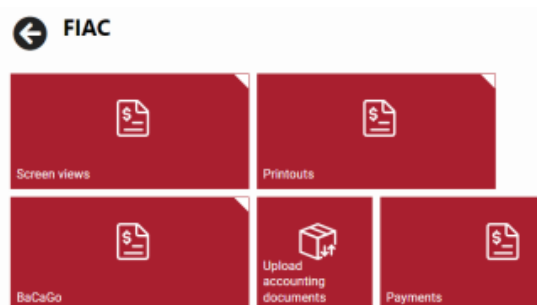 FIAC
Screen views
Printouts
BaCaGo
Upload
accounting
documents
Payments